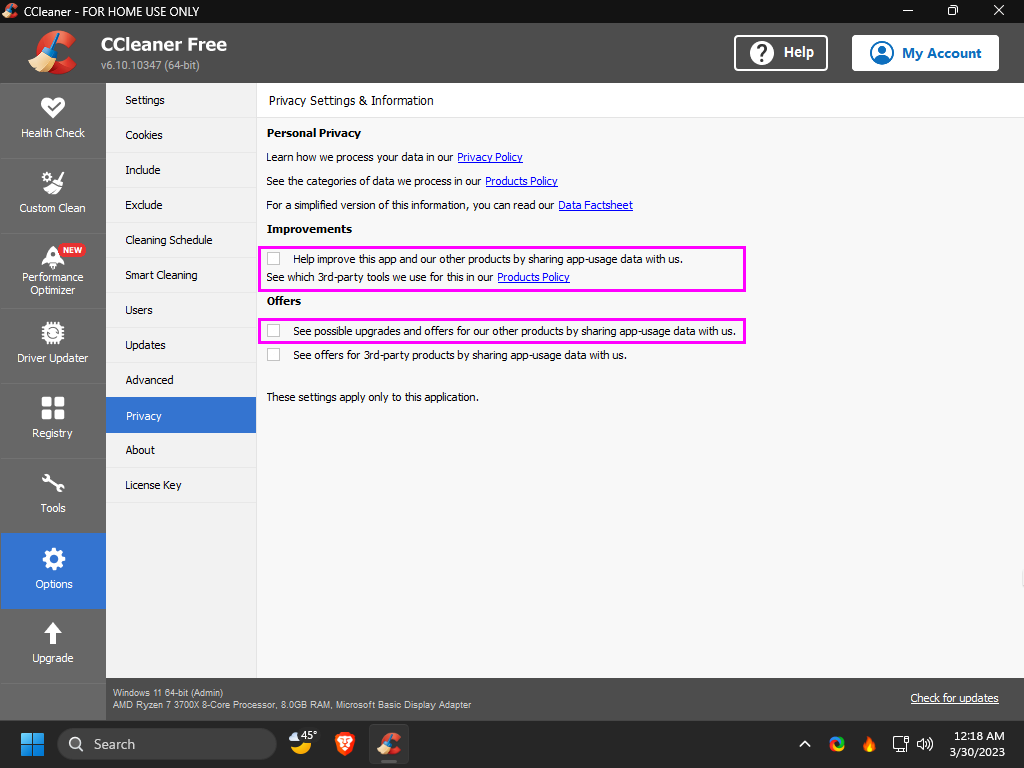 CCleaner - FOR HOME USE ONLY
CCleaner Free
v6.10.10347 (64-bit)
Help
My Account
Health Check
Custom Clean
NEW
Performance
Optimizer
Driver Updater
Registry
Tools
Options
Upgrade
Settings
Cookies
Include
Exclude
Cleaning Schedule
Smart Cleaning
Users
Updates
Advanced
Privacy
About
License Key
Privacy Settings & Information
Personal Privacy
Learn how we process your data in our Privacy Policy
See the categories of data we process in our Products Policy
For a simplified version of this information, you can read our Data Factsheet
Improvements
Help improve this app and our other products by sharing app-usage data with us.
See which 3rd-party tools we use for this in our Products Policy
Offers
See possible upgrades and offers for our other products by sharing app-usage data with us.
See offers for 3rd-party products by sharing app-usage data with us.
These settings apply only to this application.
Windows 11 64-bit (Admin)
AMD Ryzen 7 3700X 8-Core Processor, 8.0GB RAM, Microsoft Basic Display Adapter
Check for updates
Search
45°
12:18 AM
3/30/2023